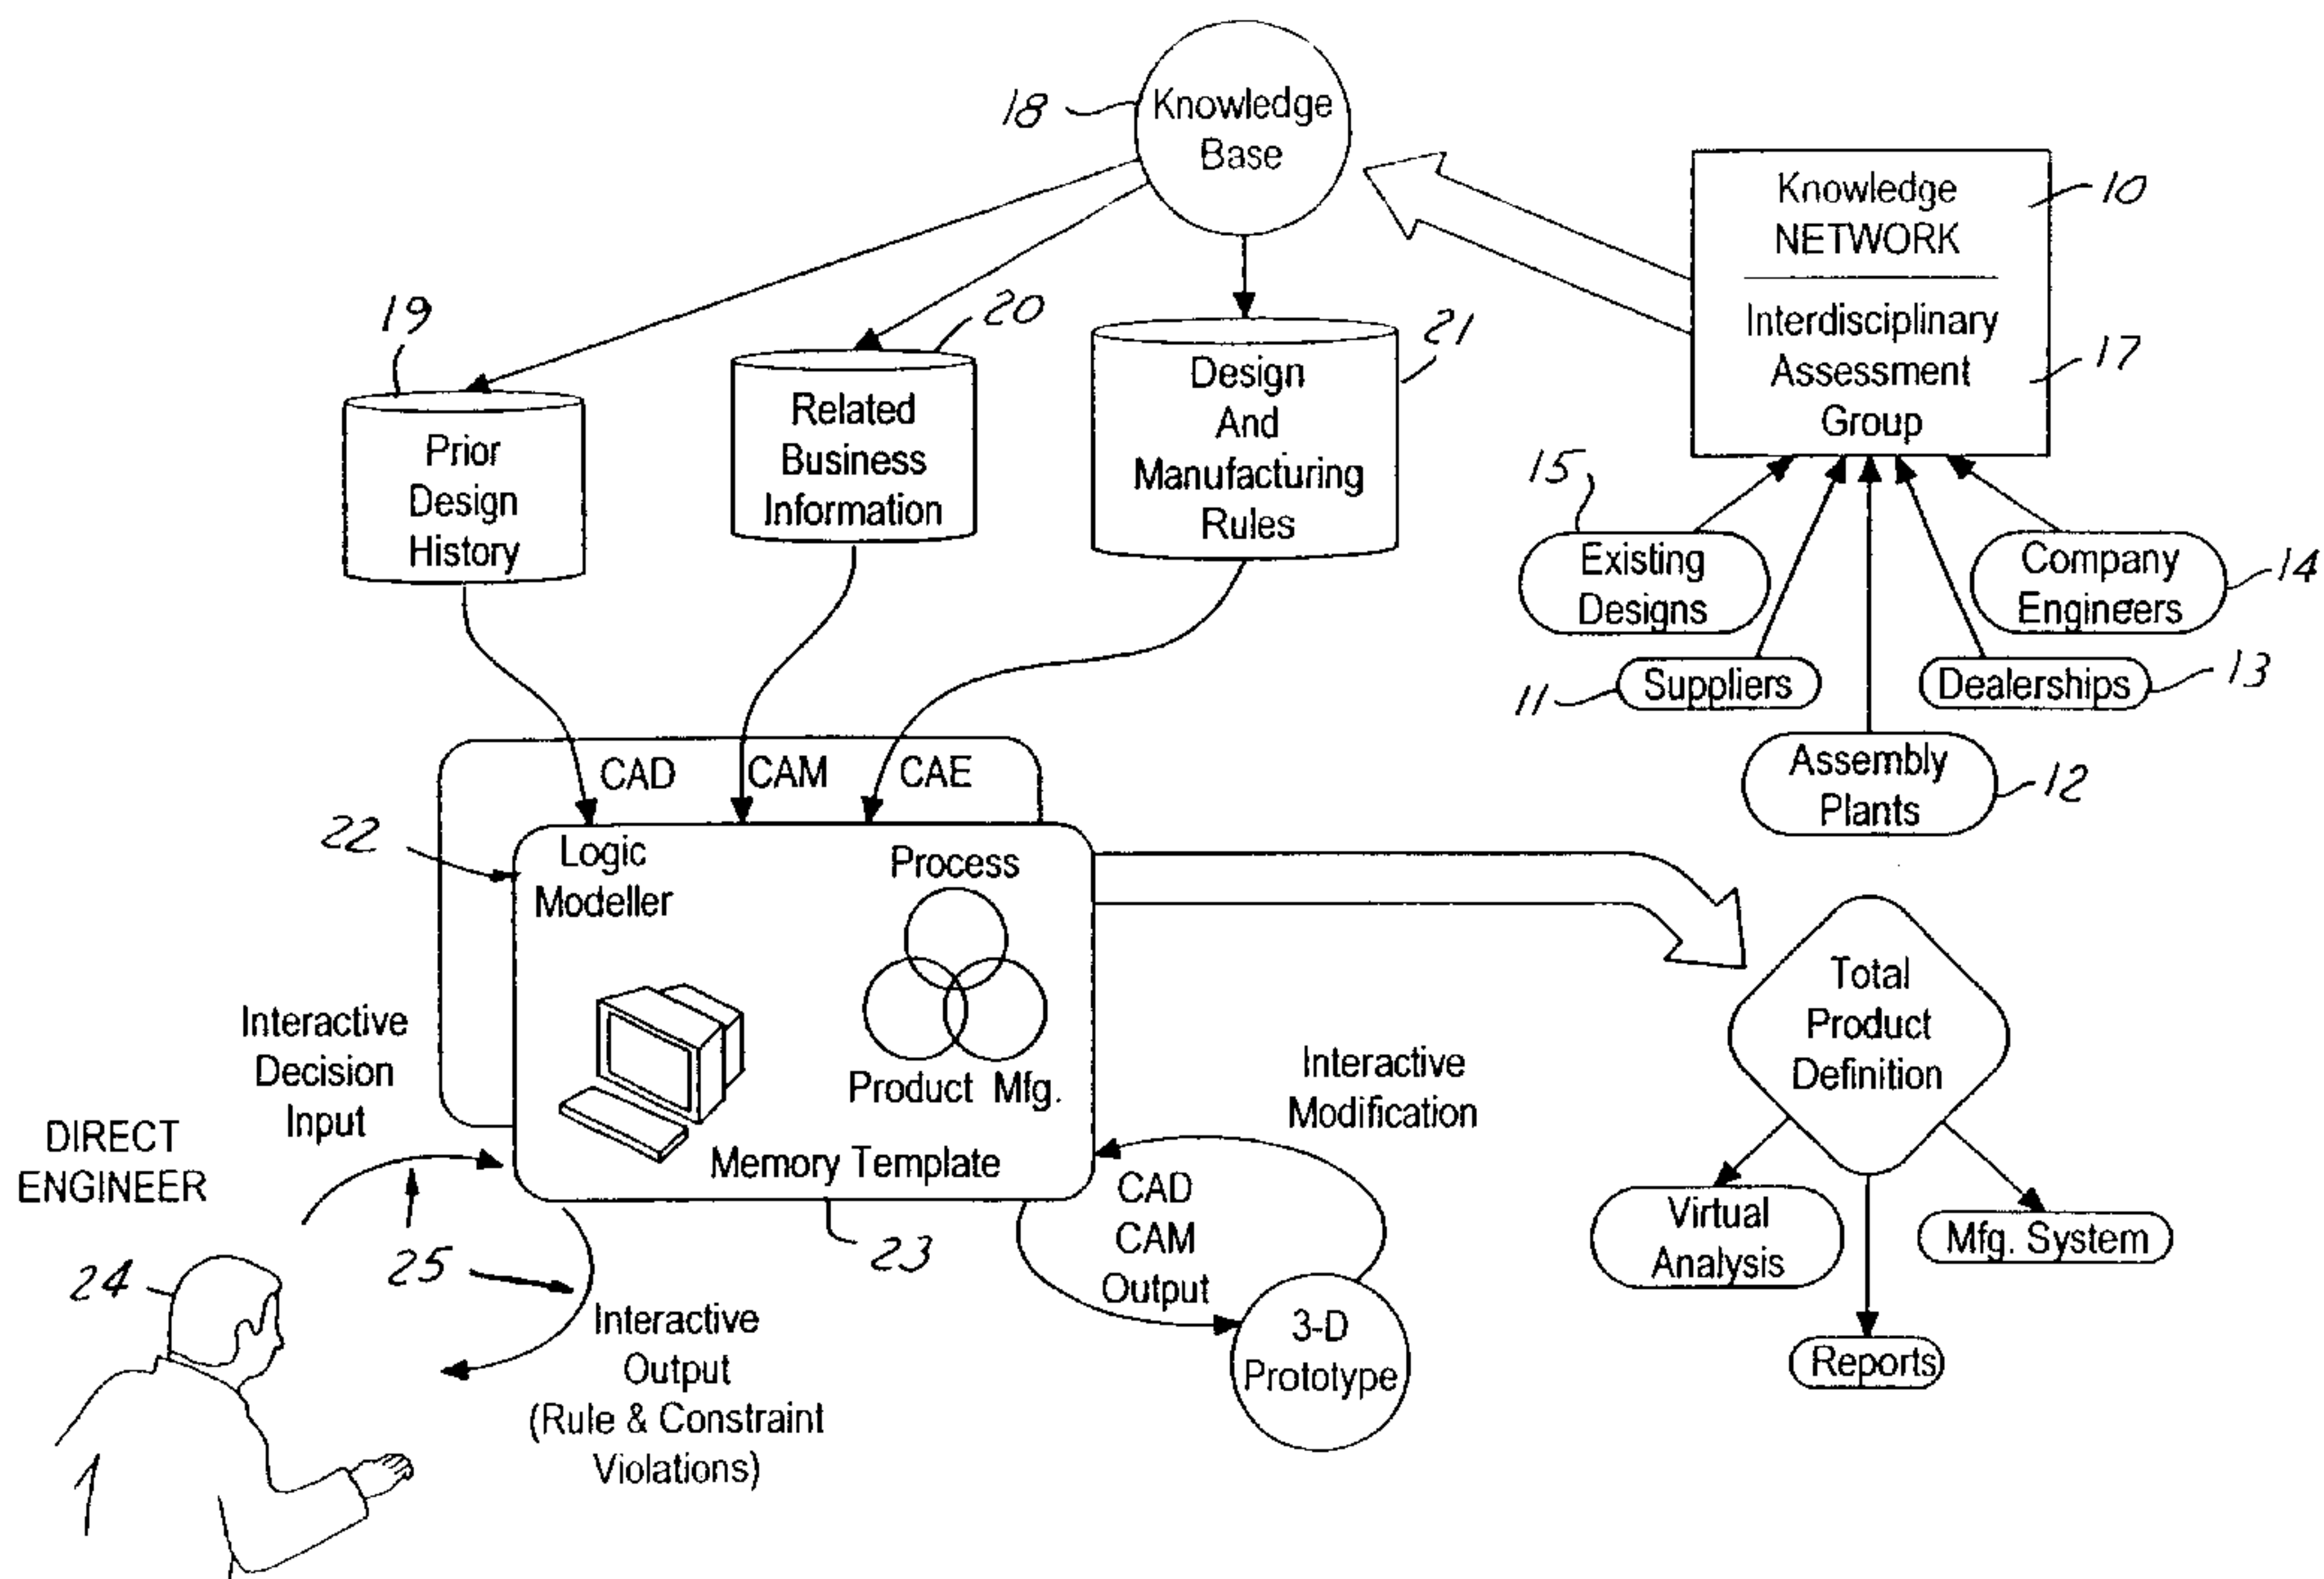 18
Knowledge
Base
Knowledge
NETWORK
10
Interdisciplinary
Assessment
Group
17
19
Prior
Design
History
20
Related
Business
Information
21
Design
And
Manufacturing
Rules
15
Existing
Designs
Company
Engineers
14
11
Suppliers
Dealerships
13
Assembly
Plants
12
CAD CAM CAE
22
Logic
Modeller
Process
Product Mfg.
Memory Template
23
Interactive
Decision
Input
DIRECT
ENGINEER
24
25
Interactive
Output
(Rule & Constraint
Violations)
Interactive
Modification
CAD
CAM
Output
3-D
Prototype
Total
Product
Definition
Virtual
Analysis
Mfg. System
Reports